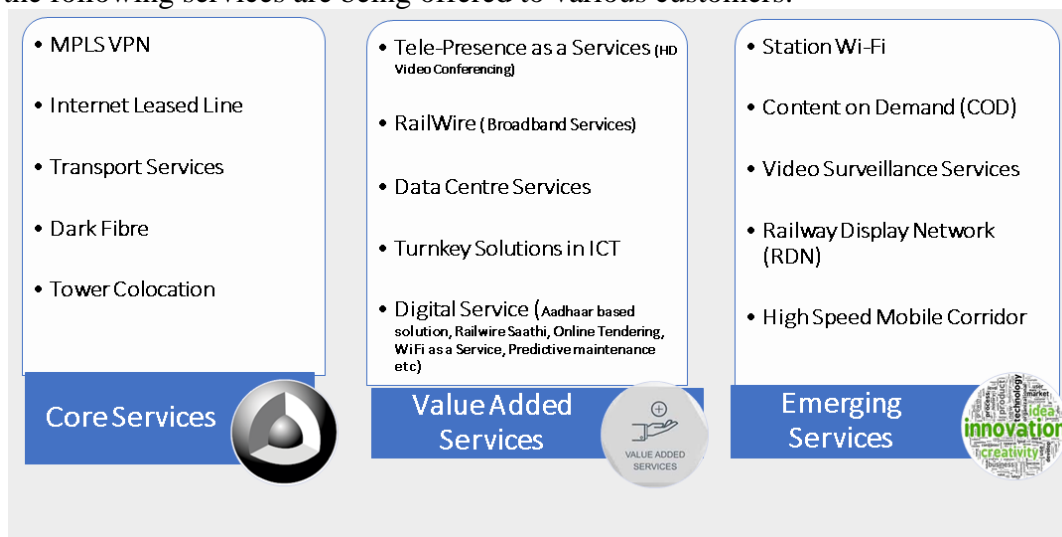 the following services are being offered to various customers:
• MPLS VPN
• Internet Leased Line
• Transport Services
• Dark Fibre
• Tower Colocation
Core Services
• Tele-Presence as a Services (HD
Video Conferencing)
• RailWire (Broadband Services)
• Data Centre Services
• Turnkey Solutions in ICT
• Digital Service (Aadhaar based
solution, Railwire Saathi, Online Tendering,
WiFi as a Service, Predictive maintenance
etc)
Value Added
Services
VALUE ADDED
SERVICES
• Station Wi-Fi
• Content on Demand (COD)
• Video Surveillance Services
• Railway Display Network
(RDN)
• High Speed Mobile Corridor
Emerging
Services
product
technology
market
idea
innovation
creativity
business